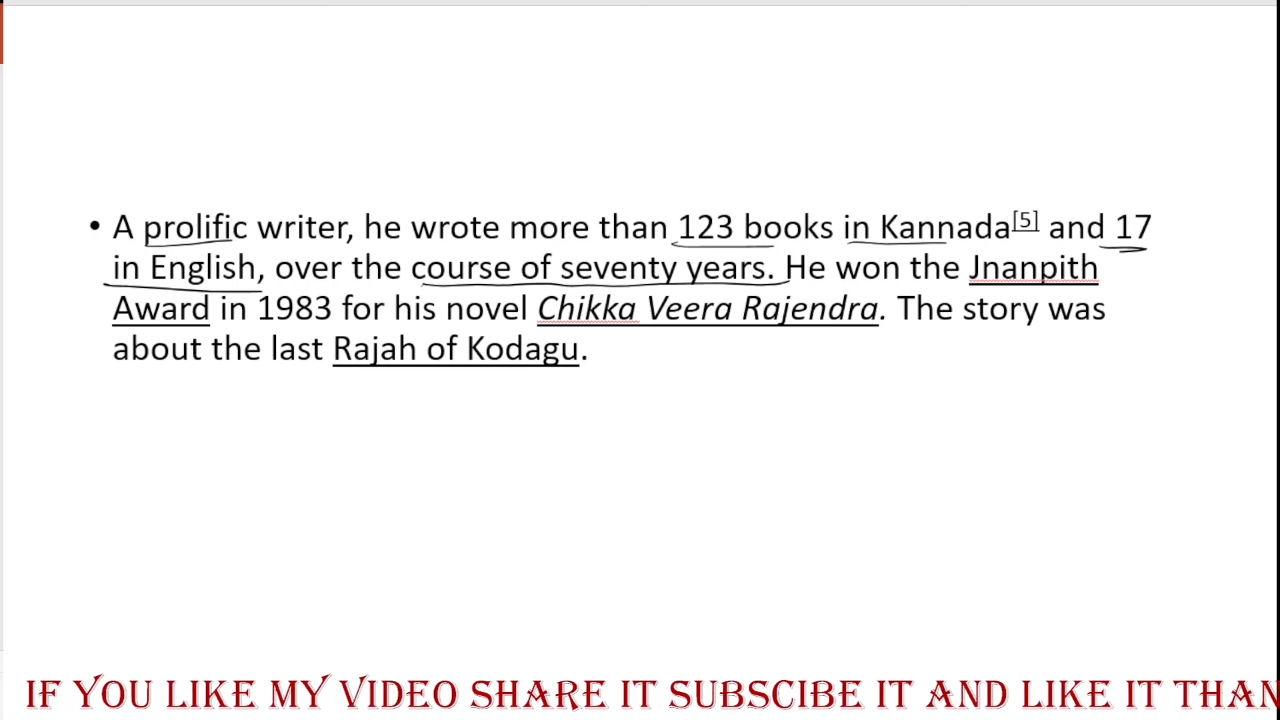 • A prolific writer, he wrote more than 123 books in Kannada[5] and 17
in English, over the course of seventy years. He won the Jnanpith
Award in 1983 for his novel Chikka Veera Rajendra. The story was
about the last Rajah of Kodagu.
IF YOU LIKE MY VIDEO SHARE IT SUBSCIBE IT AND LIKE IT THAN